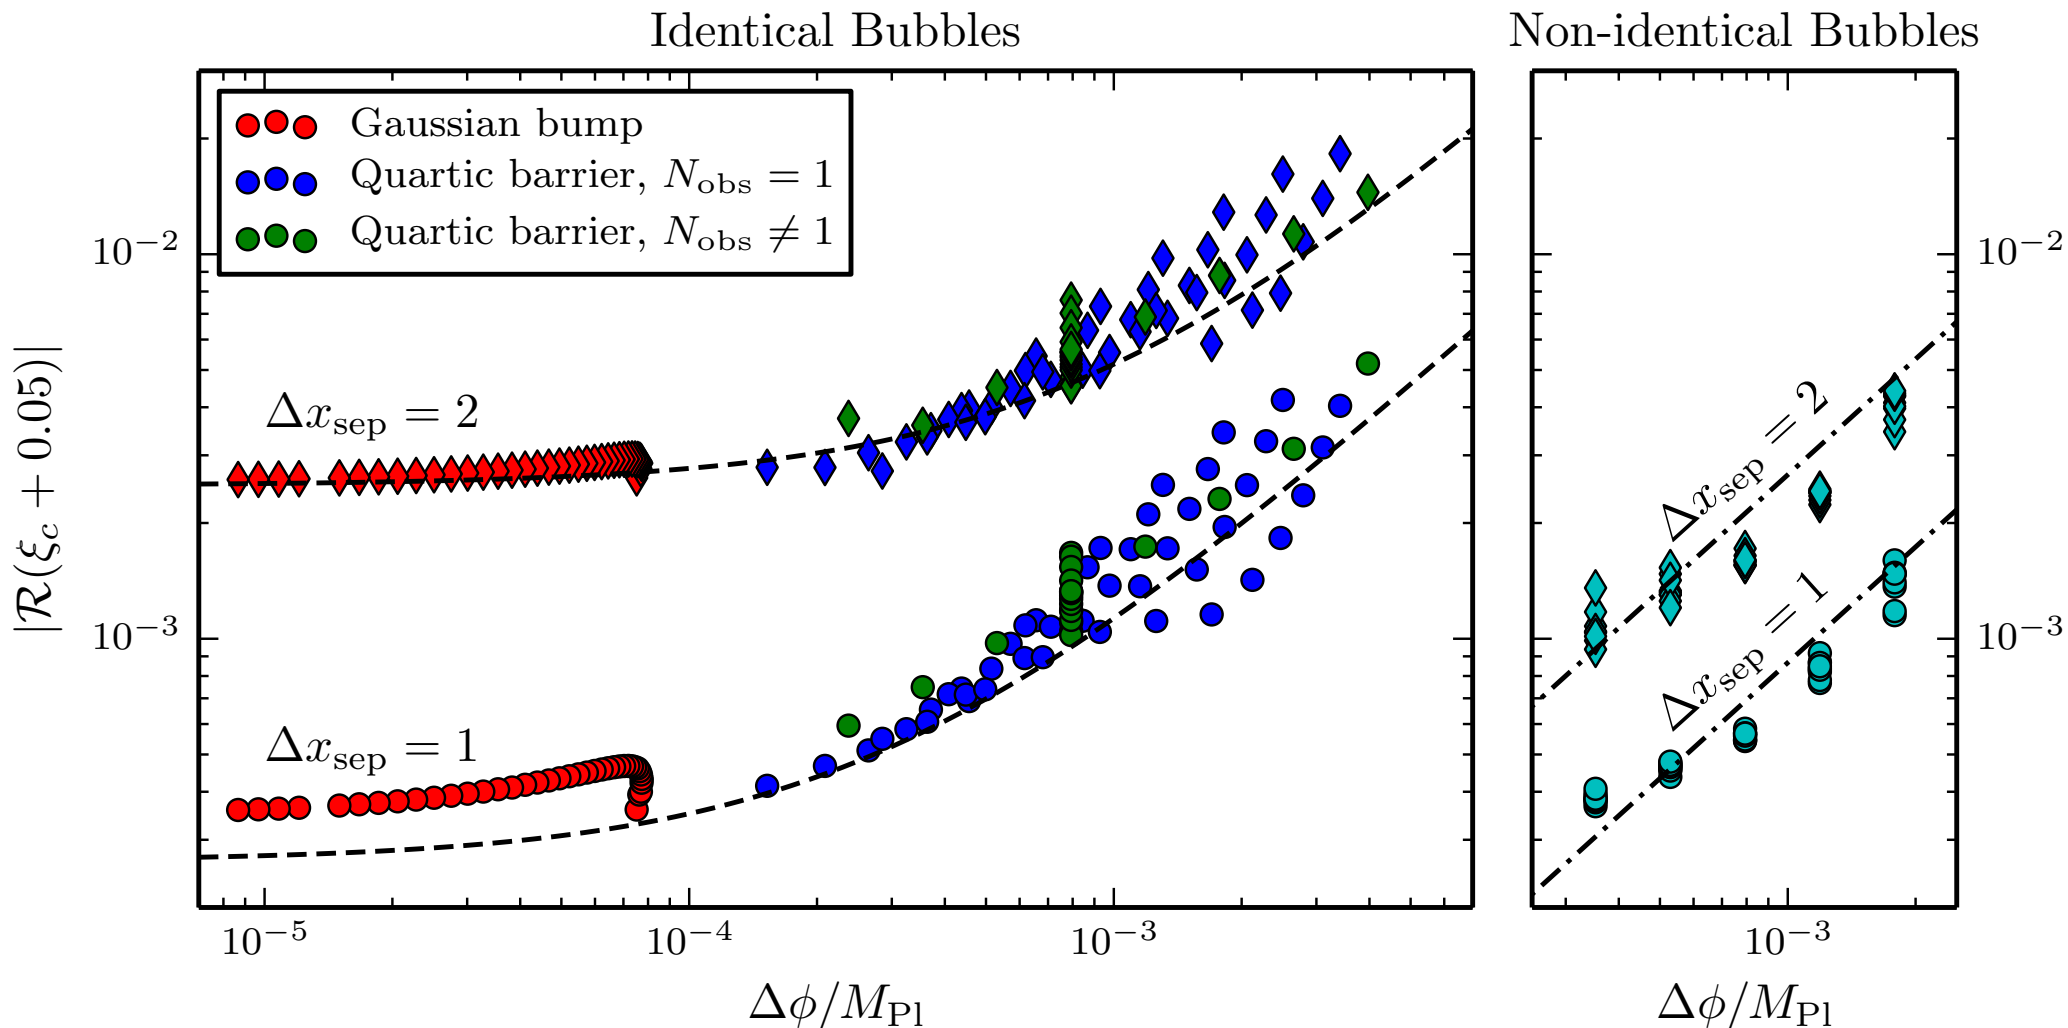 Identical Bubbles
Non-identical Bubbles
Gaussian bump
Quartic barrier, N_obs = 1
Quartic barrier, N_obs ≠ 1
10^−2
10^−3
|R(ξ_c + 0.05)|
Δx_sep = 2
Δx_sep = 1
10^−5
10^−4
10^−3
Δϕ/M_Pl
Δx_sep = 2
Δx_sep = 1
10^−2
10^−3
10^−3
Δϕ/M_Pl